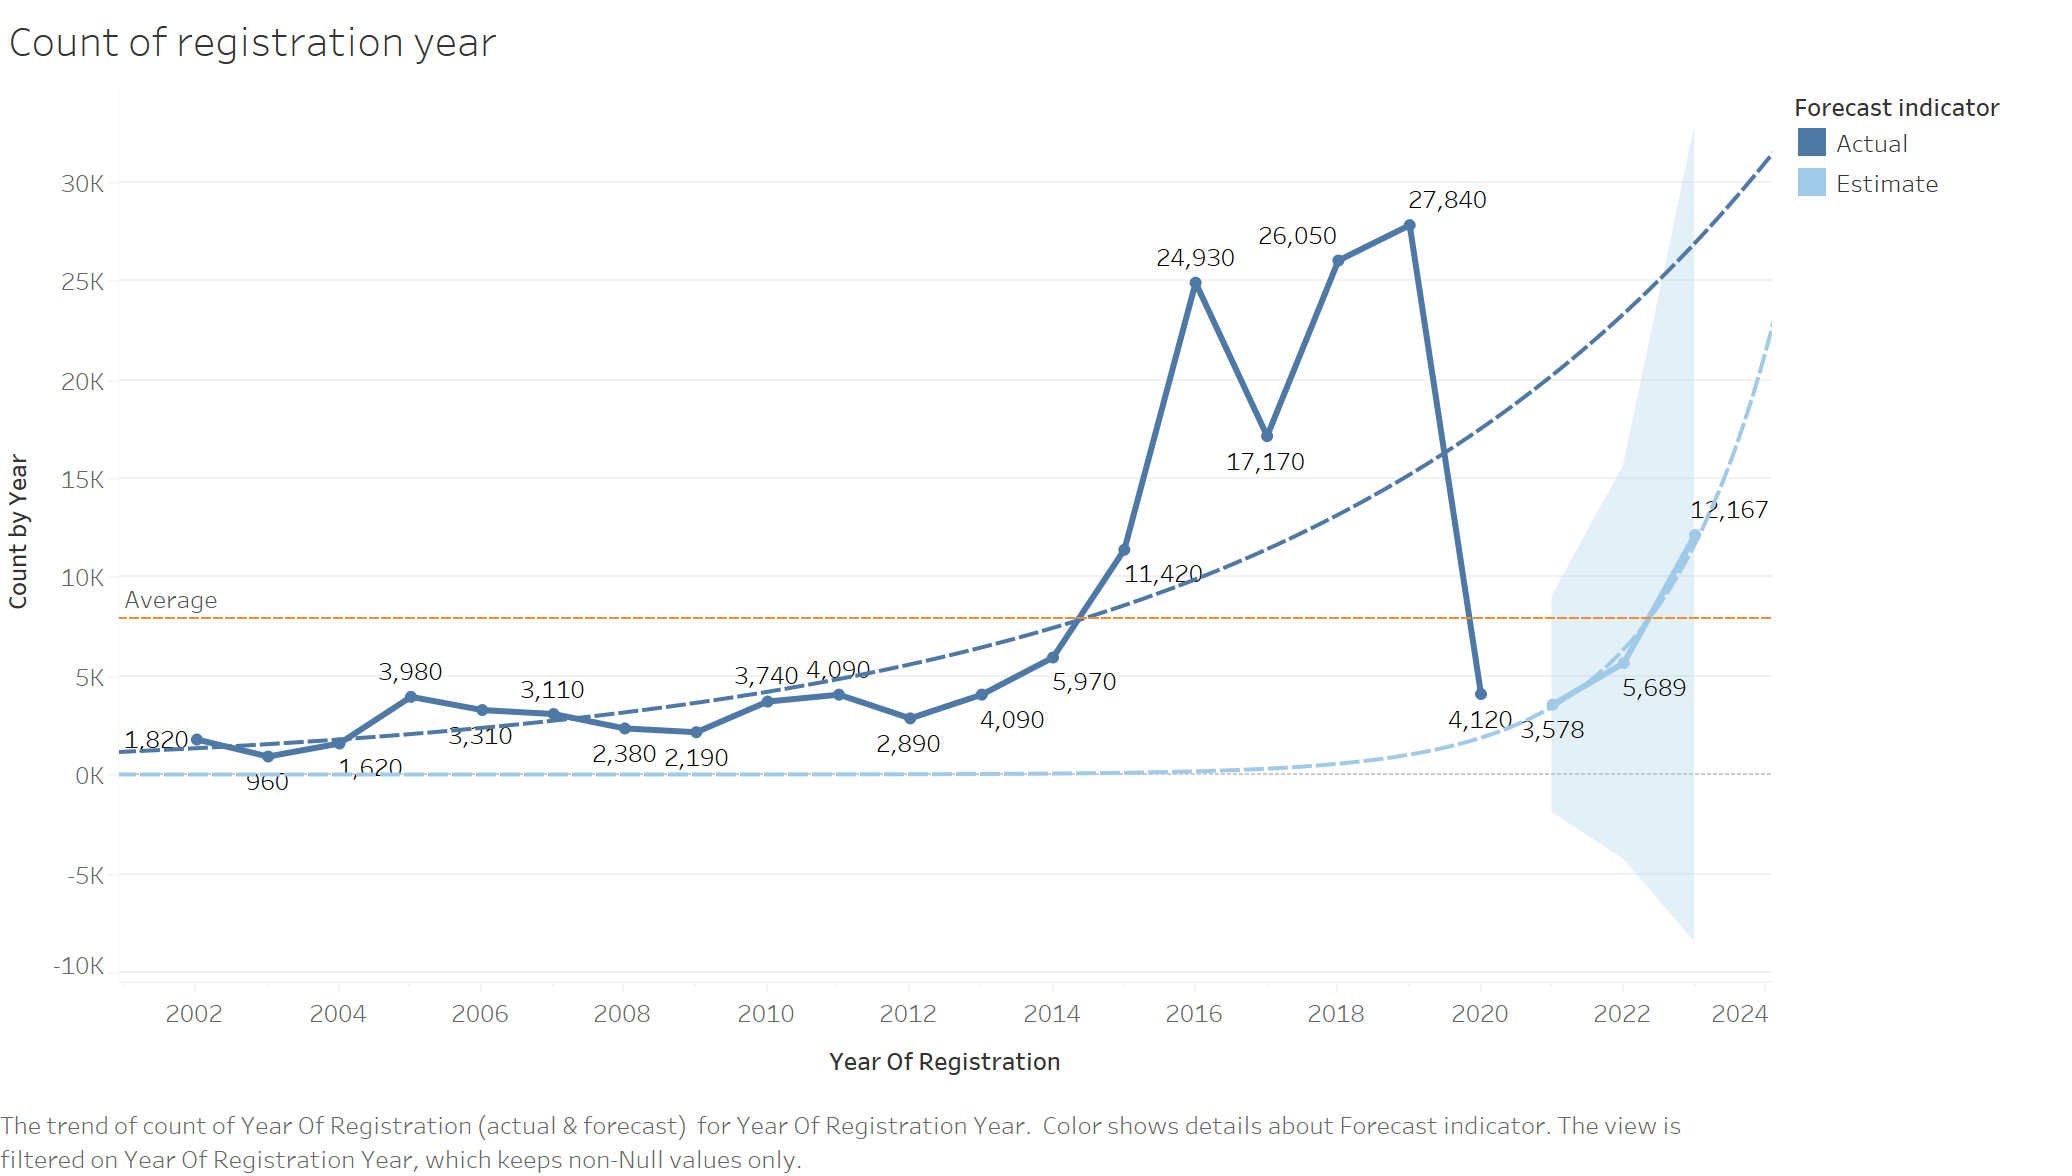 Count of registration year
Forecast indicator
Actual
Estimate
Count by Year
30K
25K
20K
15K
10K
5K
0K
-5K
-10K
Average
1,820
960
1,620
3,980
3,310
3,110
2,380
2,190
3,740
4,090
2,890
4,090
5,970
11,420
24,930
17,170
26,050
27,840
4,120
3,578
5,689
12,167
2002
2004
2006
2008
2010
2012
2014
2016
2018
2020
2022
2024
Year Of Registration
The trend of count of Year Of Registration (actual & forecast)  for Year Of Registration Year.  Color shows details about Forecast indicator. The view is
filtered on Year Of Registration Year, which keeps non-Null values only.